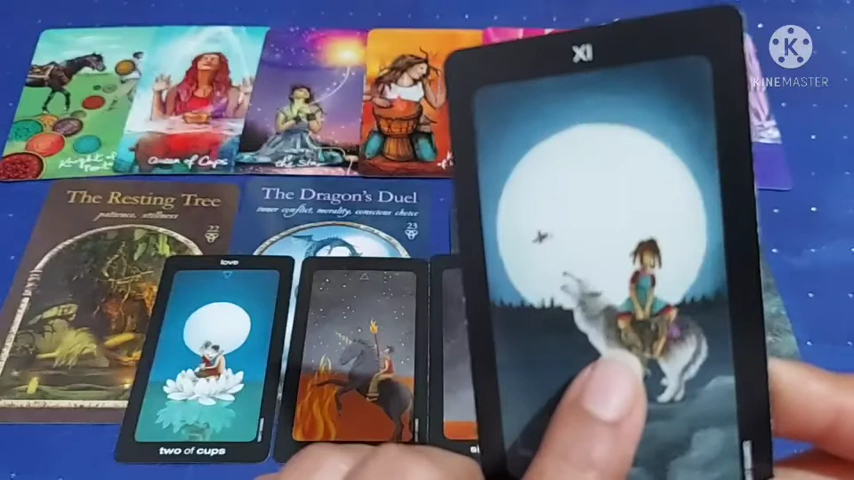 XI
K
KINEMASTER
Queen of Cups
the Star
The Resting Tree
patience, stillness
22
The Dragon's Duel
inner conflict, morality, conscious choice
23
love
two of cups